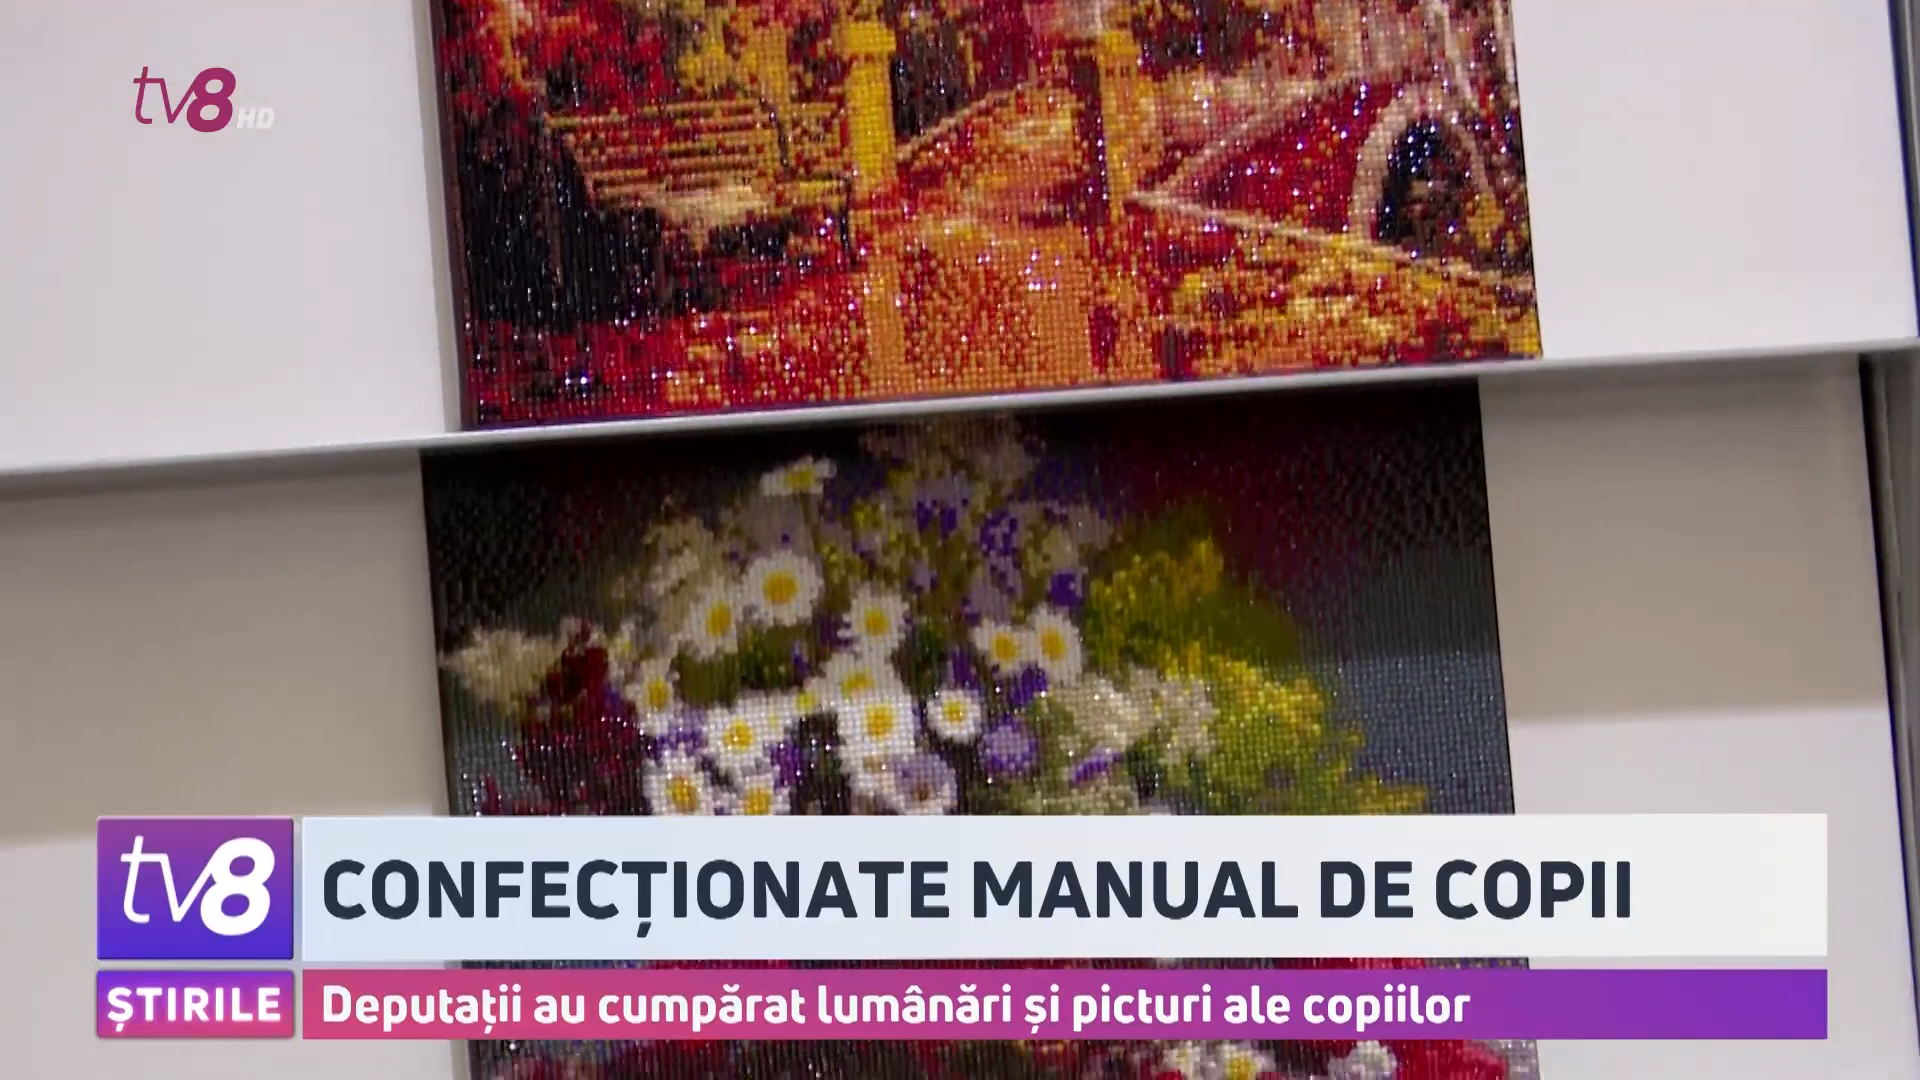 tv8 HD
tv8
CONFECȚIONATE MANUAL DE COPII
ȘTIRILE
Deputații au cumpărat lumânări și picturi ale copiilor